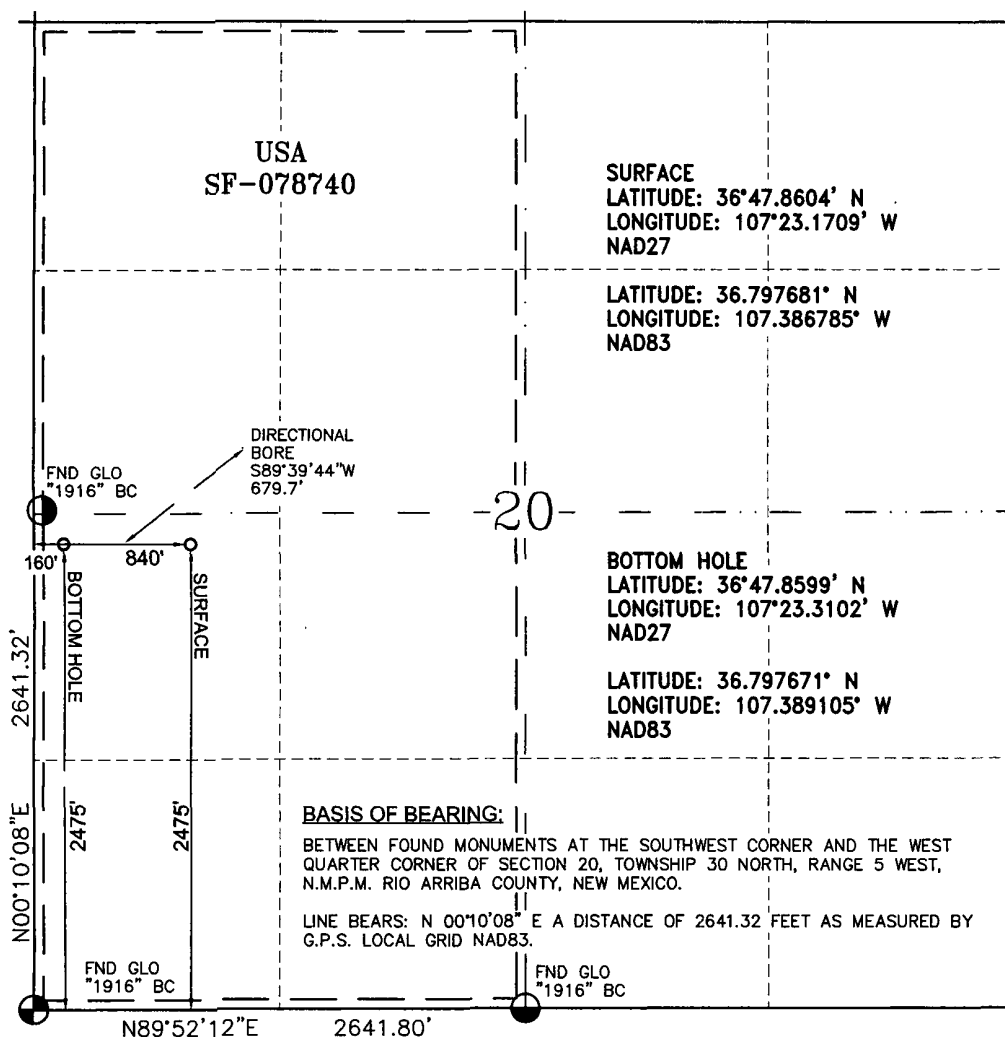 USA
SF-078740
SURFACE
LATITUDE: 36°47.8604' N
LONGITUDE: 107°23.1709' W
NAD27
LATITUDE: 36.797681° N
LONGITUDE: 107.386785° W
NAD83
DIRECTIONAL
BORE
S89°39'44"W
679.7'
FND GLO
"1916" BC
20
160'
840'
BOTTOM HOLE
SURFACE
BOTTOM HOLE
LATITUDE: 36°47.8599' N
LONGITUDE: 107°23.3102' W
NAD27
LATITUDE: 36.797671° N
LONGITUDE: 107.389105° W
NAD83
N00°10'08"E 2641.32'
2475'
2475'
BASIS OF BEARING:
BETWEEN FOUND MONUMENTS AT THE SOUTHWEST CORNER AND THE WEST
QUARTER CORNER OF SECTION 20, TOWNSHIP 30 NORTH, RANGE 5 WEST,
N.M.P.M. RIO ARRIBA COUNTY, NEW MEXICO.
LINE BEARS: N 00°10'08" E A DISTANCE OF 2641.32 FEET AS MEASURED BY
G.P.S. LOCAL GRID NAD83.
FND GLO
"1916" BC
FND GLO
"1916" BC
N89°52'12"E 2641.80'